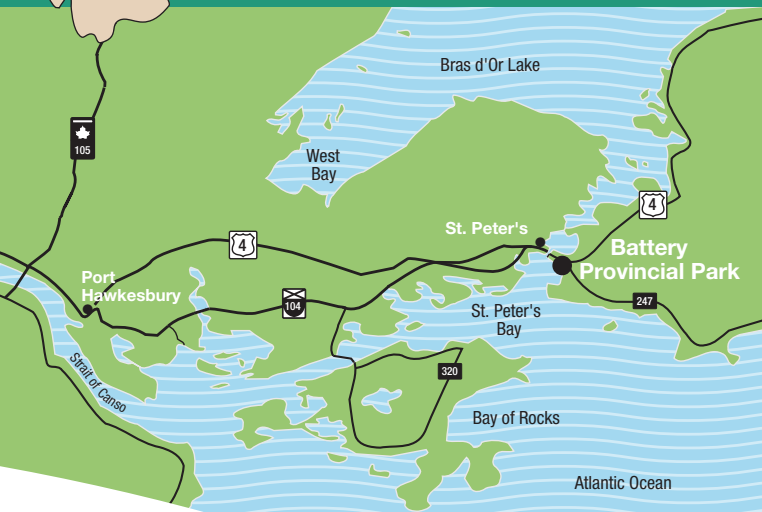 Bras d'Or Lake
105
West
Bay
4
St. Peter's
4
Battery
Provincial Park
Port
Hawkesbury
104
St. Peter's
Bay
247
Strait of Canso
320
Bay of Rocks
Atlantic Ocean